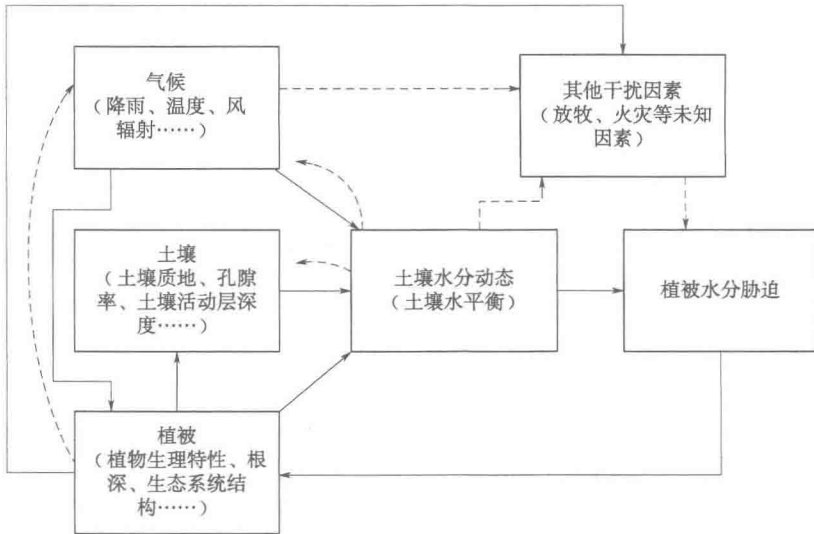 气候
（降雨、温度、风
辐射……）
其他干扰因素
（放牧、火灾等未知
因素）
土壤
（土壤质地、孔隙
率、土壤活动层深
度……）
土壤水分动态
（土壤水平衡）
植被水分胁迫
植被
（植物生理特性、根
深、生态系统结
构……）